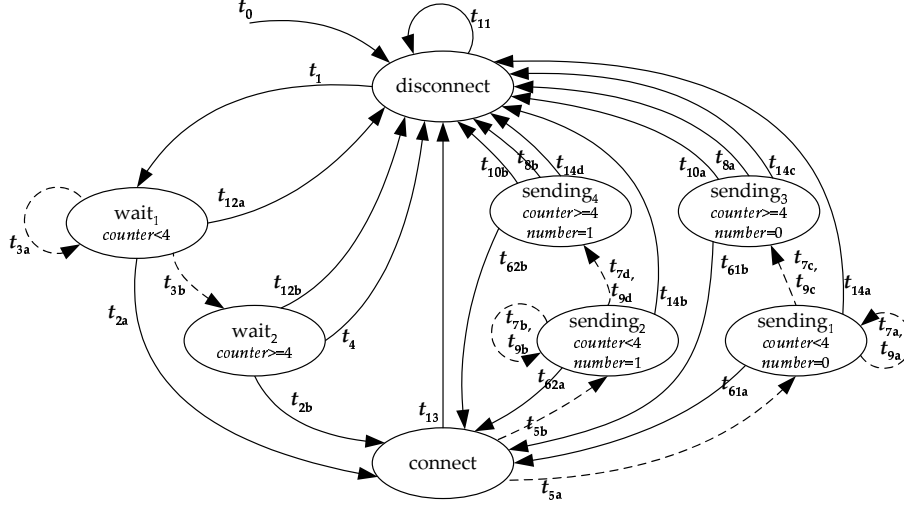 t0
t11
t1
disconnect
t10b
t8b
t14d
t10a
t8a
t14c
t12a
wait1
counter<4
sending4
counter>=4
number=1
sending3
counter>=4
number=0
t3a
t3b
t62b
t7d,
t9d
t61b
t7c,
t9c
t2a
t12b
t4
t14b
t14a
wait2
counter>=4
t7b,
t9b
sending2
counter<4
number=1
sending1
counter<4
number=0
t7a,
t9a
t2b
t13
t62a
t5b
t61a
connect
t5a